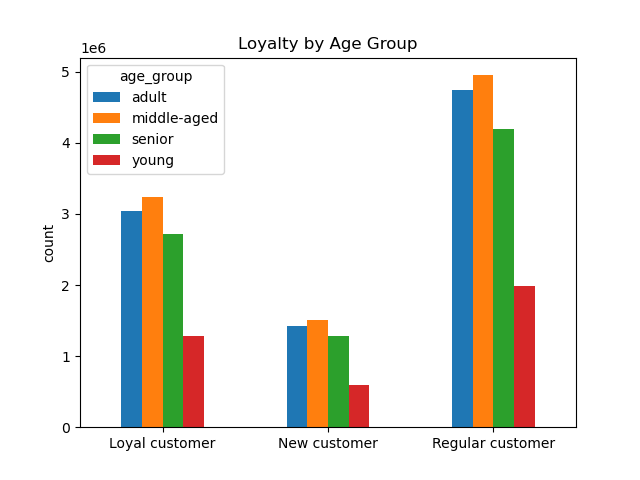 Loyalty by Age Group
1e6
5
4
3
2
1
0
count
age_group
adult
middle-aged
senior
young
Loyal customer
New customer
Regular customer